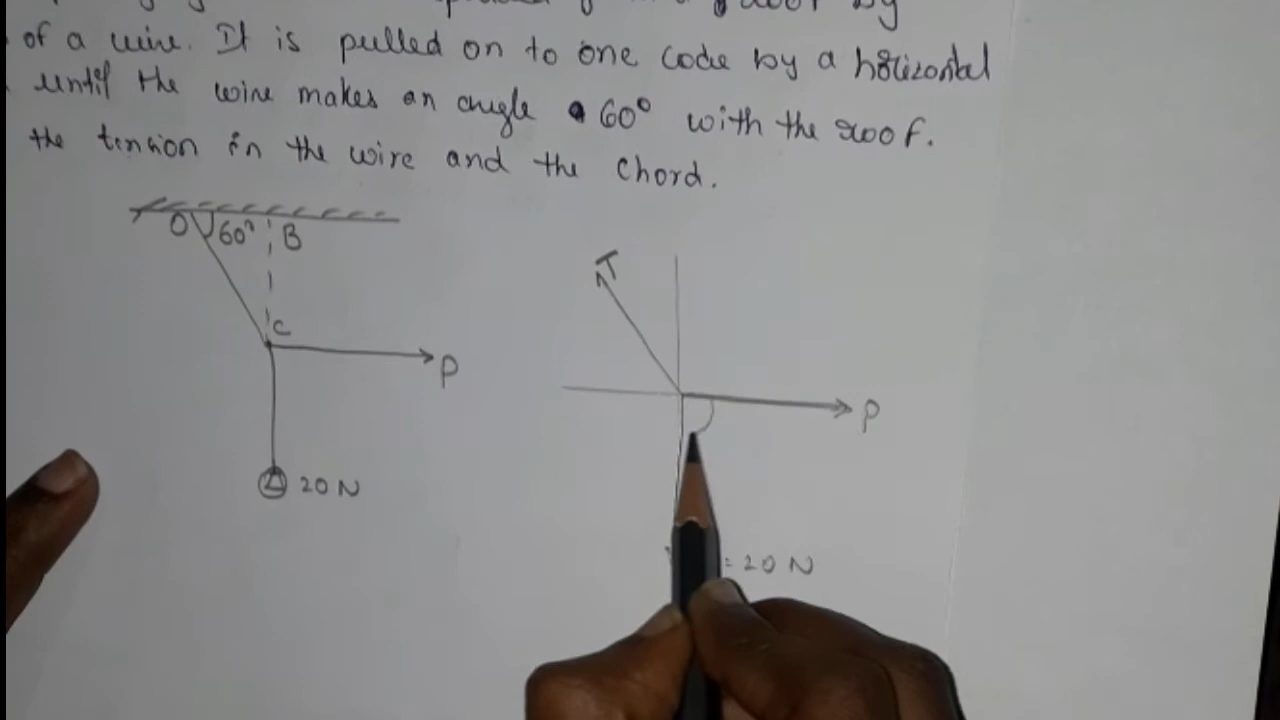 by
of a wire. It is pulled on to one code by a horizontal
until the wire makes an angle 60° with the roof.
the tension in the wire and the Chord.
O 60° B
C
P
20 N
T
P
= 20 N